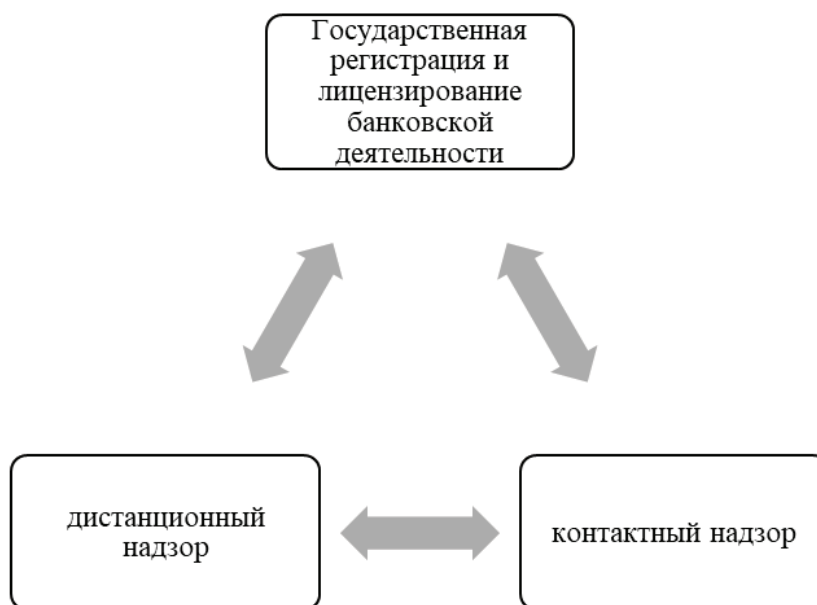 Государственная
регистрация и
лицензирование
банковской
деятельности
дистанционный
надзор
контактный надзор